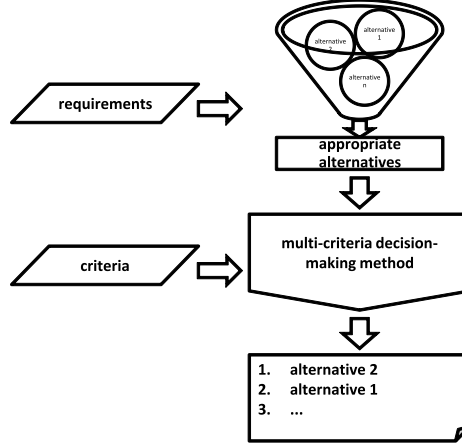 alternative
1
alternative
2
alternative
n
requirements
appropriate
alternatives
multi-criteria decision-
making method
criteria
1. alternative 2
2. alternative 1
3. ...